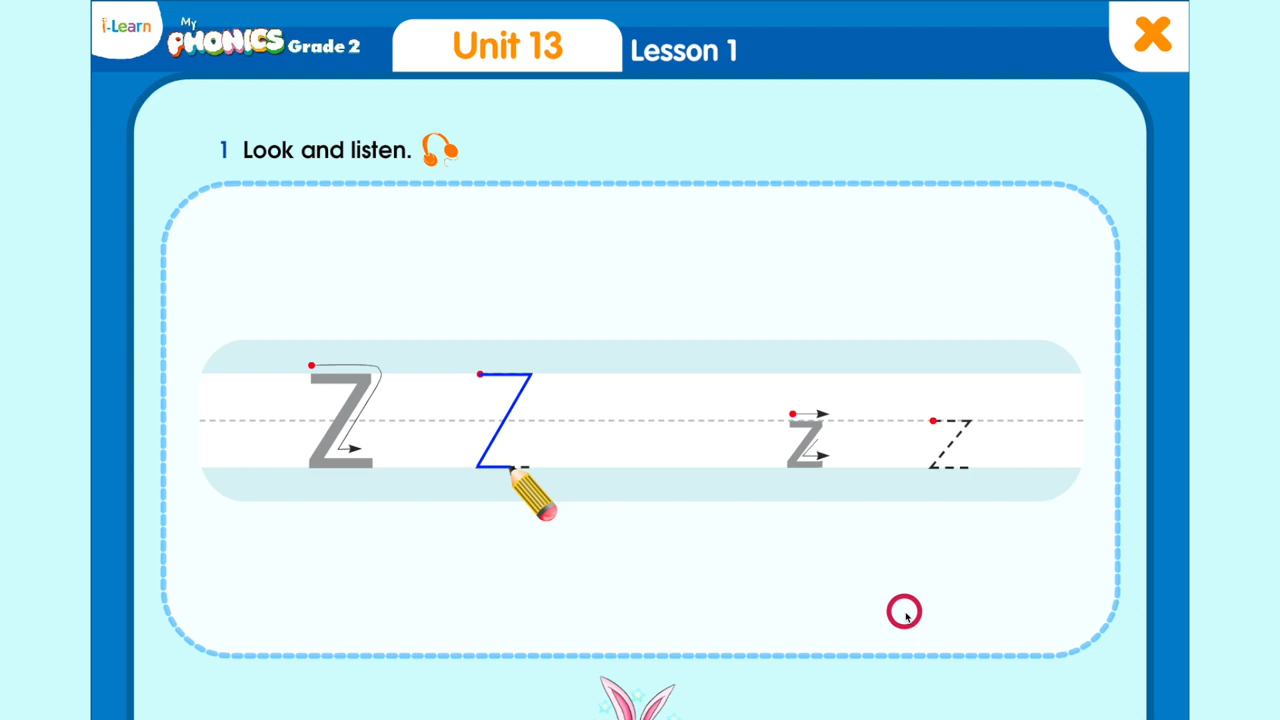 i-Learn
My
PHONICS Grade 2
Unit 13
Lesson 1
1 Look and listen.
Z Z z z